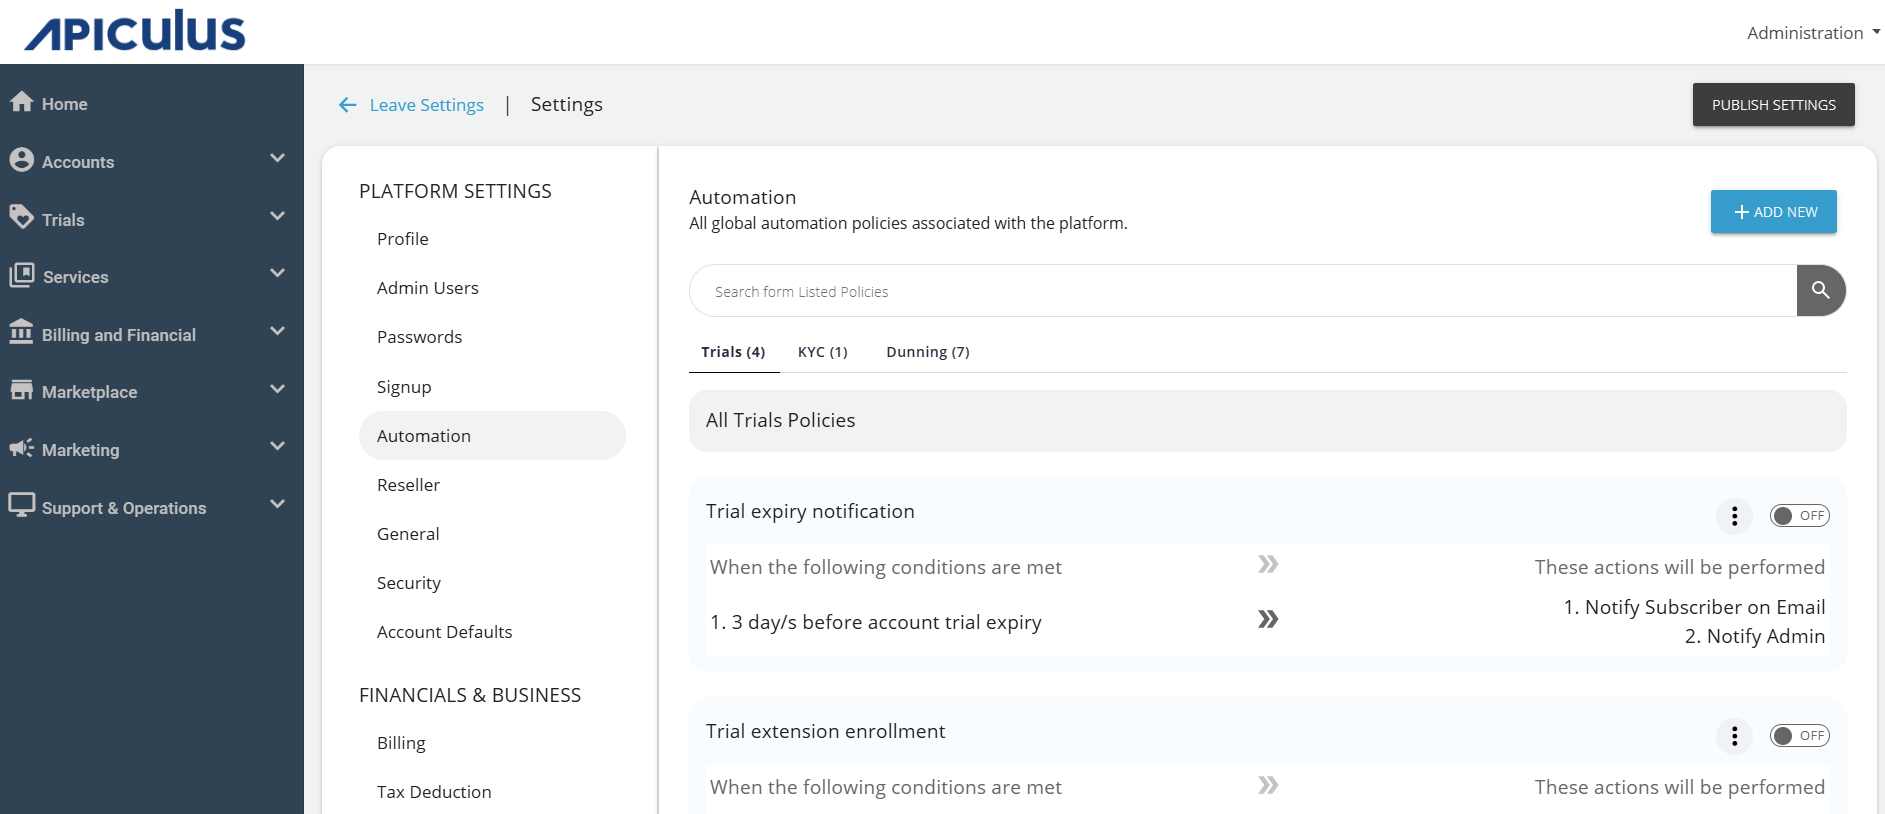 APICULUS
Administration
Home
Accounts
Trials
Services
Billing and Financial
Marketplace
Marketing
Support & Operations
Leave Settings | Settings
PUBLISH SETTINGS
PLATFORM SETTINGS
Profile
Admin Users
Passwords
Signup
Automation
Reseller
General
Security
Account Defaults
FINANCIALS & BUSINESS
Billing
Tax Deduction
Automation
All global automation policies associated with the platform.
ADD NEW
Search form Listed Policies
Trials (4) KYC (1) Dunning (7)
All Trials Policies
Trial expiry notification
OFF
When the following conditions are met
These actions will be performed
1. 3 day/s before account trial expiry
1. Notify Subscriber on Email
2. Notify Admin
Trial extension enrollment
OFF
When the following conditions are met
These actions will be performed